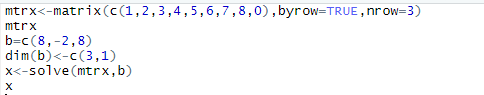 mtrx<-matrix(c(1,2,3,4,5,6,7,8,0),byrow=TRUE,nrow=3)
mtrx
b=c(8,-2,8)
dim(b)<-c(3,1)
x<-solve(mtrx,b)
x